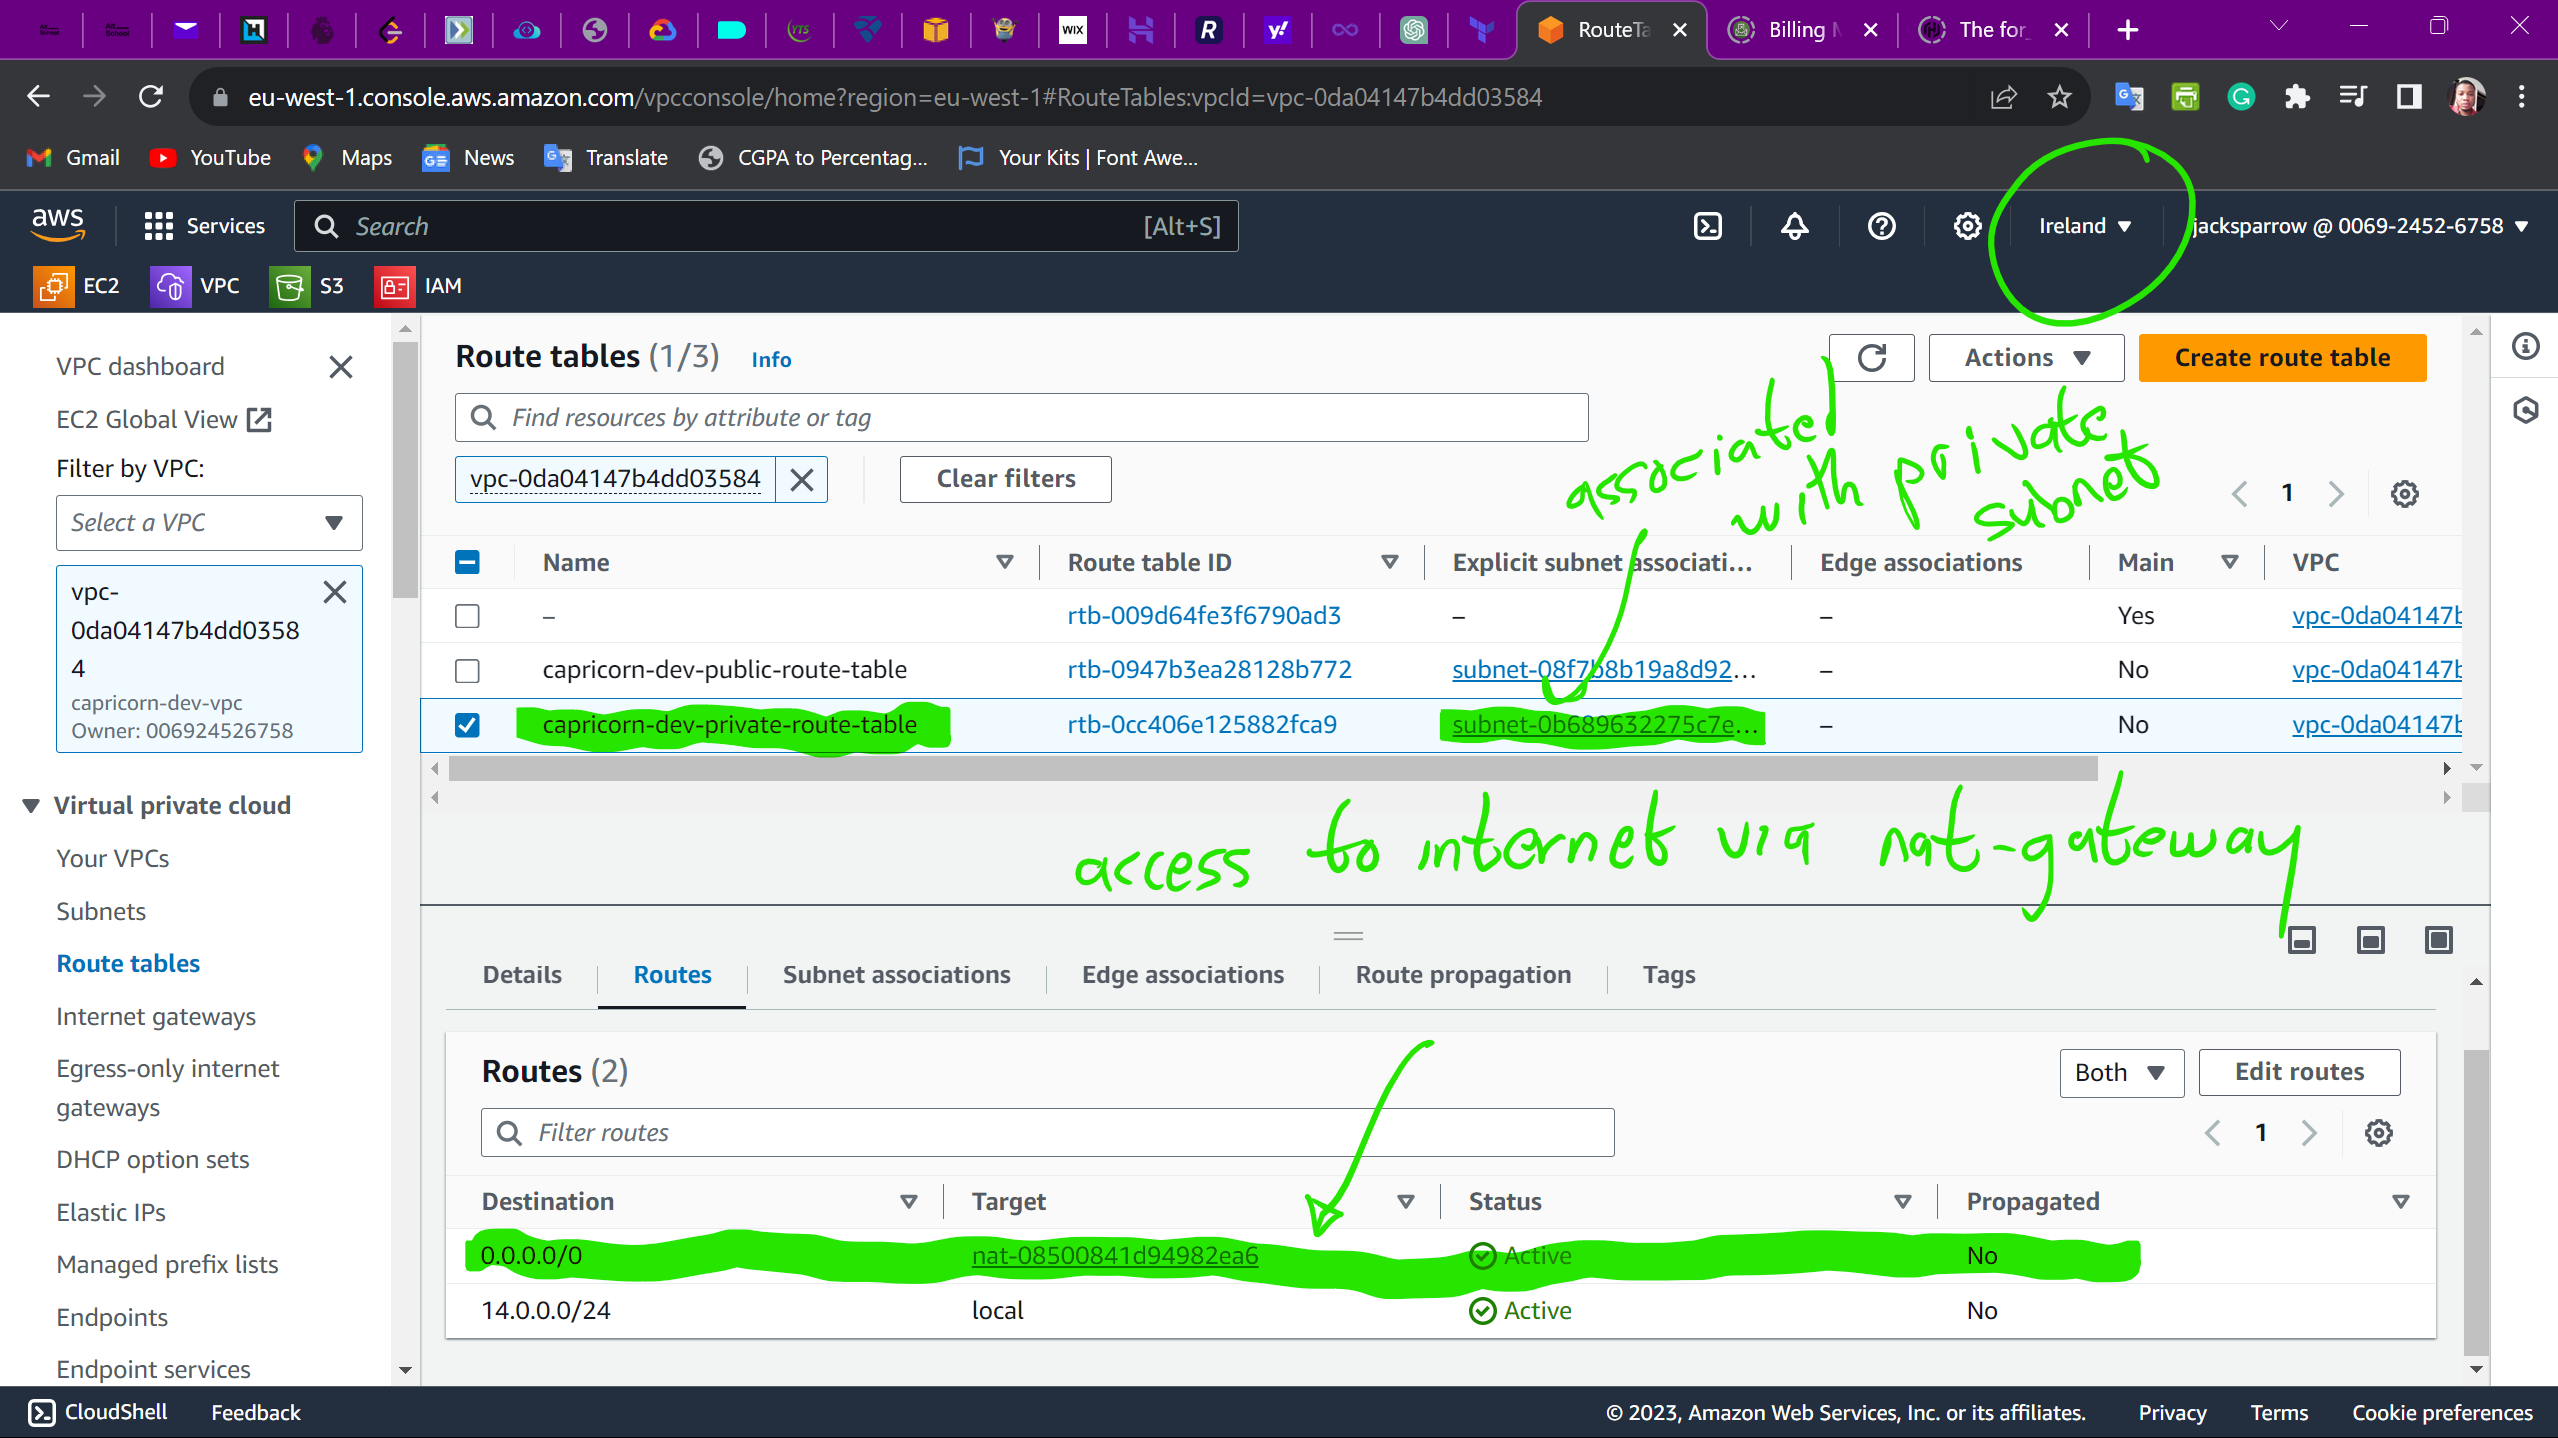 RouteTa
Billing M
The for
eu-west-1.console.aws.amazon.com/vpcconsole/home?region=eu-west-1#RouteTables:vpcId=vpc-0da04147b4dd03584
Gmail YouTube Maps News Translate CGPA to Percentag... Your Kits | Font Awe...
aws Services Search [Alt+S] Ireland jacksparrow @ 0069-2452-6758
EC2 VPC S3 IAM
VPC dashboard
EC2 Global View
Filter by VPC:
Select a VPC
vpc-
0da04147b4dd0358
4
capricorn-dev-vpc
Owner: 006924526758
Virtual private cloud
Your VPCs
Subnets
Route tables
Internet gateways
Egress-only internet
gateways
DHCP option sets
Elastic IPs
Managed prefix lists
Endpoints
Endpoint services
Route tables (1/3) Info
Actions Create route table
Find resources by attribute or tag
vpc-0da04147b4dd03584 Clear filters
1
associated
with private
subnet
Name Route table ID Explicit subnet associati... Edge associations Main VPC
– rtb-009d64fe3f6790ad3 – – Yes vpc-0da04147b
capricorn-dev-public-route-table rtb-0947b3ea28128b772 subnet-08f7b8b19a8d92... – No vpc-0da04147b
capricorn-dev-private-route-table rtb-0cc406e125882fca9 subnet-0b689632275c7e... – No vpc-0da04147b
access to internet via nat-gateway
Details Routes Subnet associations Edge associations Route propagation Tags
Routes (2)
Both Edit routes
Filter routes
1
Destination Target Status Propagated
0.0.0.0/0 nat-08500841d94982ea6 Active No
14.0.0.0/24 local Active No
CloudShell Feedback © 2023, Amazon Web Services, Inc. or its affiliates. Privacy Terms Cookie preferences